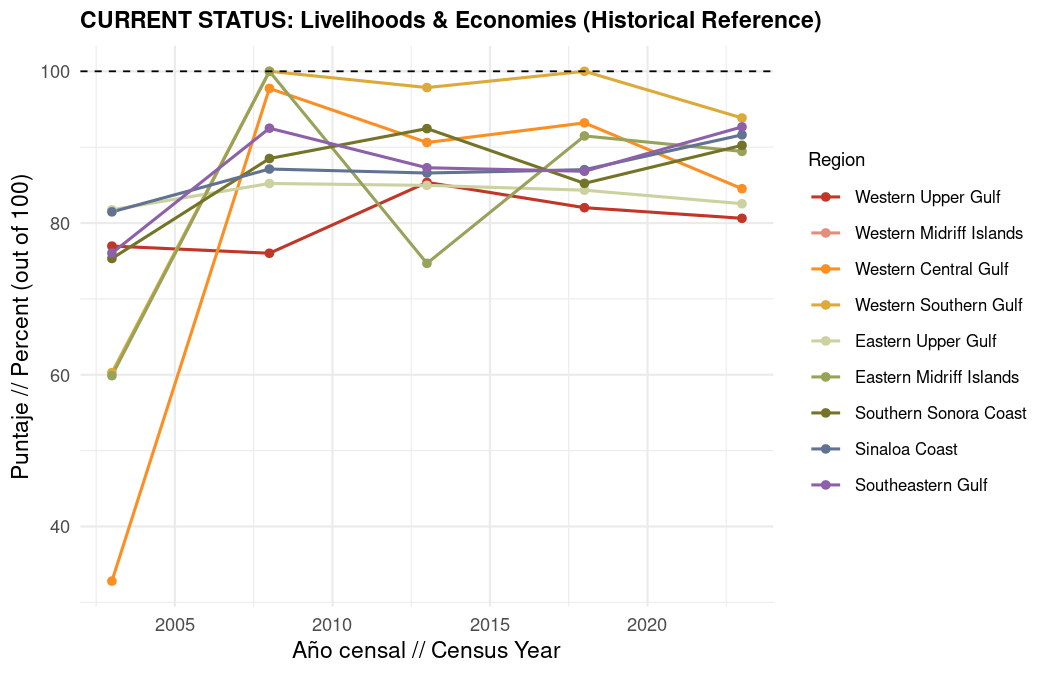 CURRENT STATUS: Livelihoods & Economies (Historical Reference)
Puntaje // Percent (out of 100)
100
80
60
40
2005
2010
2015
2020
Año censal // Census Year
Region
Western Upper Gulf
Western Midriff Islands
Western Central Gulf
Western Southern Gulf
Eastern Upper Gulf
Eastern Midriff Islands
Southern Sonora Coast
Sinaloa Coast
Southeastern Gulf